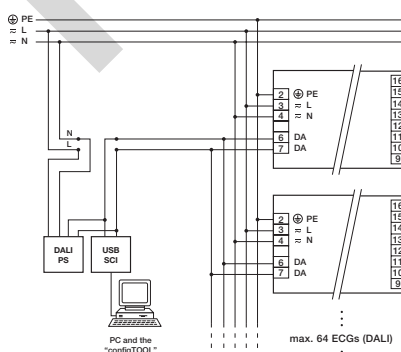 PE
≂ L
≂ N
N
L
DALI
PS
USB
SCI
PC and the
"configTOOL"
2 PE
3 ≂ L
4 ≂ N
6 DA
7 DA
16
15
14
13
12
11
10
9
2 PE
3 ≂ L
4 ≂ N
6 DA
7 DA
16
15
14
13
12
11
10
9
max. 64 ECGs (DALI)